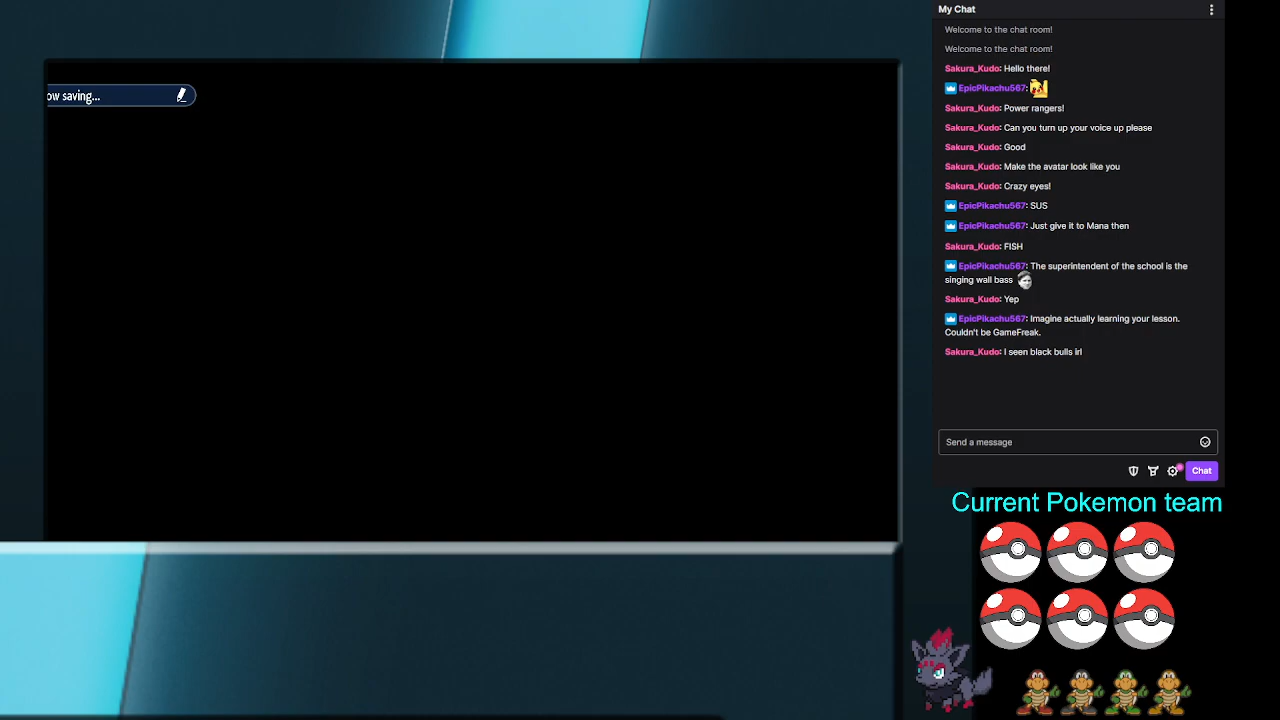 ow saving...
My Chat
Welcome to the chat room!
Welcome to the chat room!
Sakura_Kudo: Hello there!
EpicPikachu567:
Sakura_Kudo: Power rangers!
Sakura_Kudo: Can you turn up your voice up please
Sakura_Kudo: Good
Sakura_Kudo: Make the avatar look like you
Sakura_Kudo: Crazy eyes!
EpicPikachu567: SUS
EpicPikachu567: Just give it to Mana then
Sakura_Kudo: FISH
EpicPikachu567: The superintendent of the school is the
singing wall bass
Sakura_Kudo: Yep
EpicPikachu567: Imagine actually learning your lesson.
Couldn't be GameFreak.
Sakura_Kudo: I seen black bulls irl
Send a message
Chat
Current Pokemon team